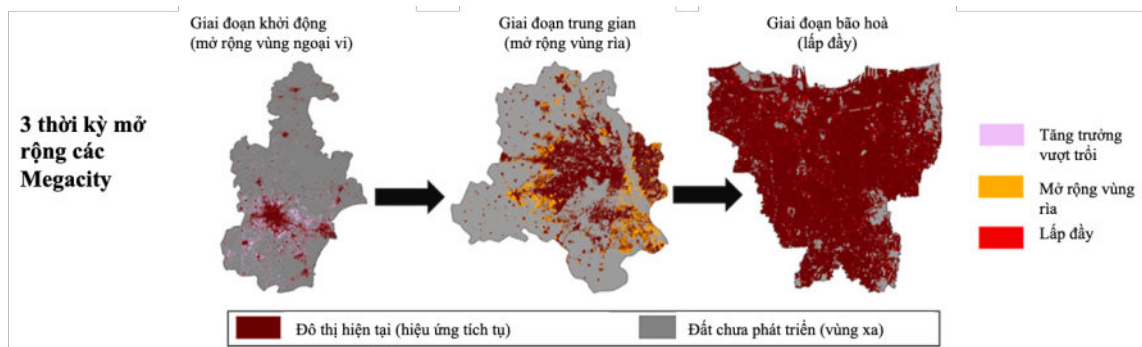 Giai đoạn khởi động
(mở rộng vùng ngoại vi)
Giai đoạn trung gian
(mở rộng vùng rìa)
Giai đoạn bão hoà
(lấp đầy)
3 thời kỳ mở
rộng các
Megacity
Tăng trưởng
vượt trồi
Mở rộng vùng
rìa
Lấp đầy
Đô thị hiện tại (hiệu ứng tích tụ)
Đất chưa phát triển (vùng xa)